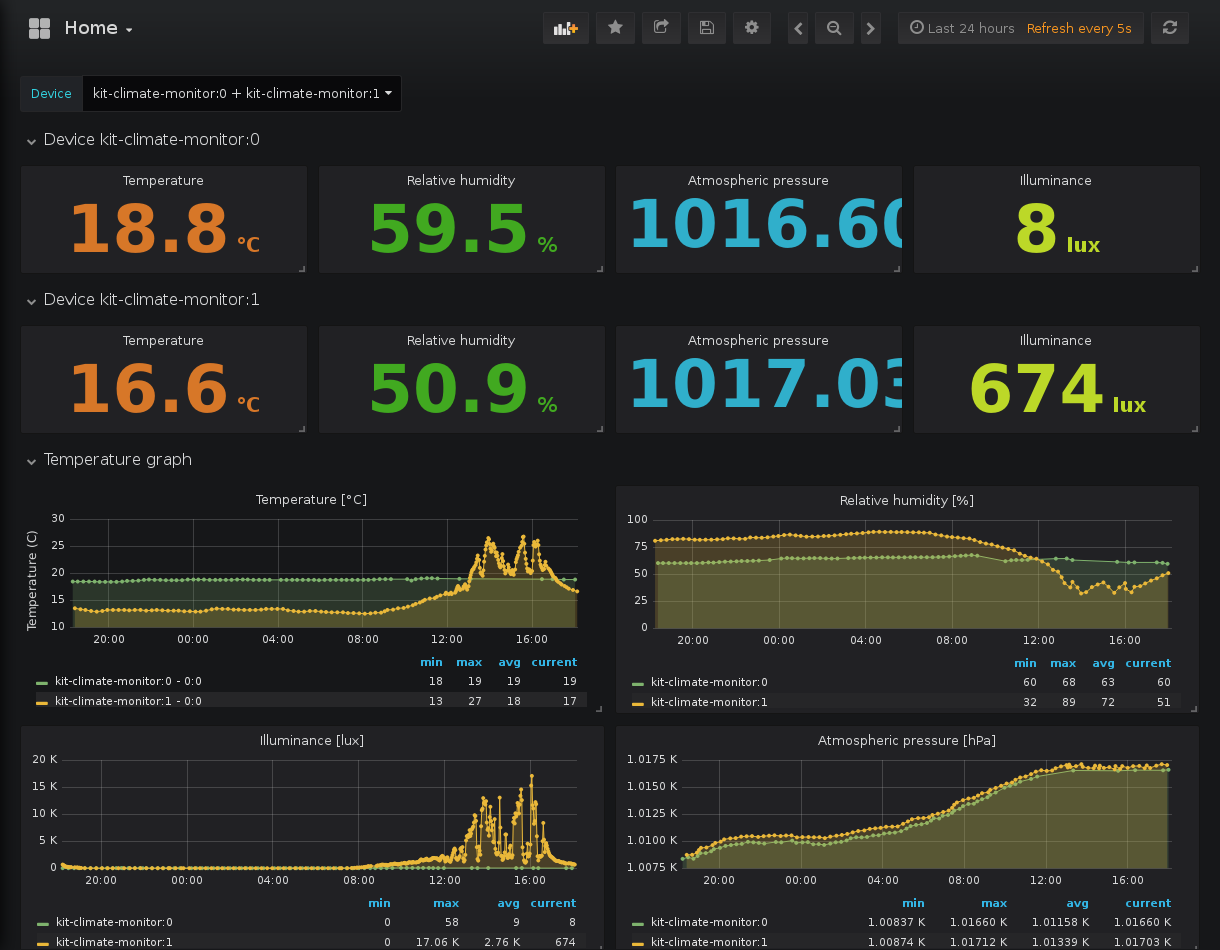 Home
Last 24 hours Refresh every 5s
Device kit-climate-monitor:0 + kit-climate-monitor:1
Device kit-climate-monitor:0
Temperature Relative humidity Atmospheric pressure Illuminance
18.8 °C 59.5 % 1016.60 8 lux
Device kit-climate-monitor:1
Temperature Relative humidity Atmospheric pressure Illuminance
16.6 °C 50.9 % 1017.03 674 lux
Temperature graph
Temperature [°C]
Temperature (C)
30
25
20
15
10
20:00 00:00 04:00 08:00 12:00 16:00
min max avg current
kit-climate-monitor:0 - 0:0 18 19 19 19
kit-climate-monitor:1 - 0:0 13 27 18 17
Relative humidity [%]
100
75
50
25
0
20:00 00:00 04:00 08:00 12:00 16:00
min max avg current
kit-climate-monitor:0 60 68 63 60
kit-climate-monitor:1 32 89 72 51
Illuminance [lux]
20 K
15 K
10 K
5 K
0
20:00 00:00 04:00 08:00 12:00 16:00
min max avg current
kit-climate-monitor:0 0 58 9 8
kit-climate-monitor:1 0 17.06 K 2.76 K 674
Atmospheric pressure [hPa]
1.0175 K
1.0150 K
1.0125 K
1.0100 K
1.0075 K
20:00 00:00 04:00 08:00 12:00 16:00
min max avg current
kit-climate-monitor:0 1.00837 K 1.01660 K 1.01158 K 1.01660 K
kit-climate-monitor:1 1.00874 K 1.01712 K 1.01339 K 1.01703 K